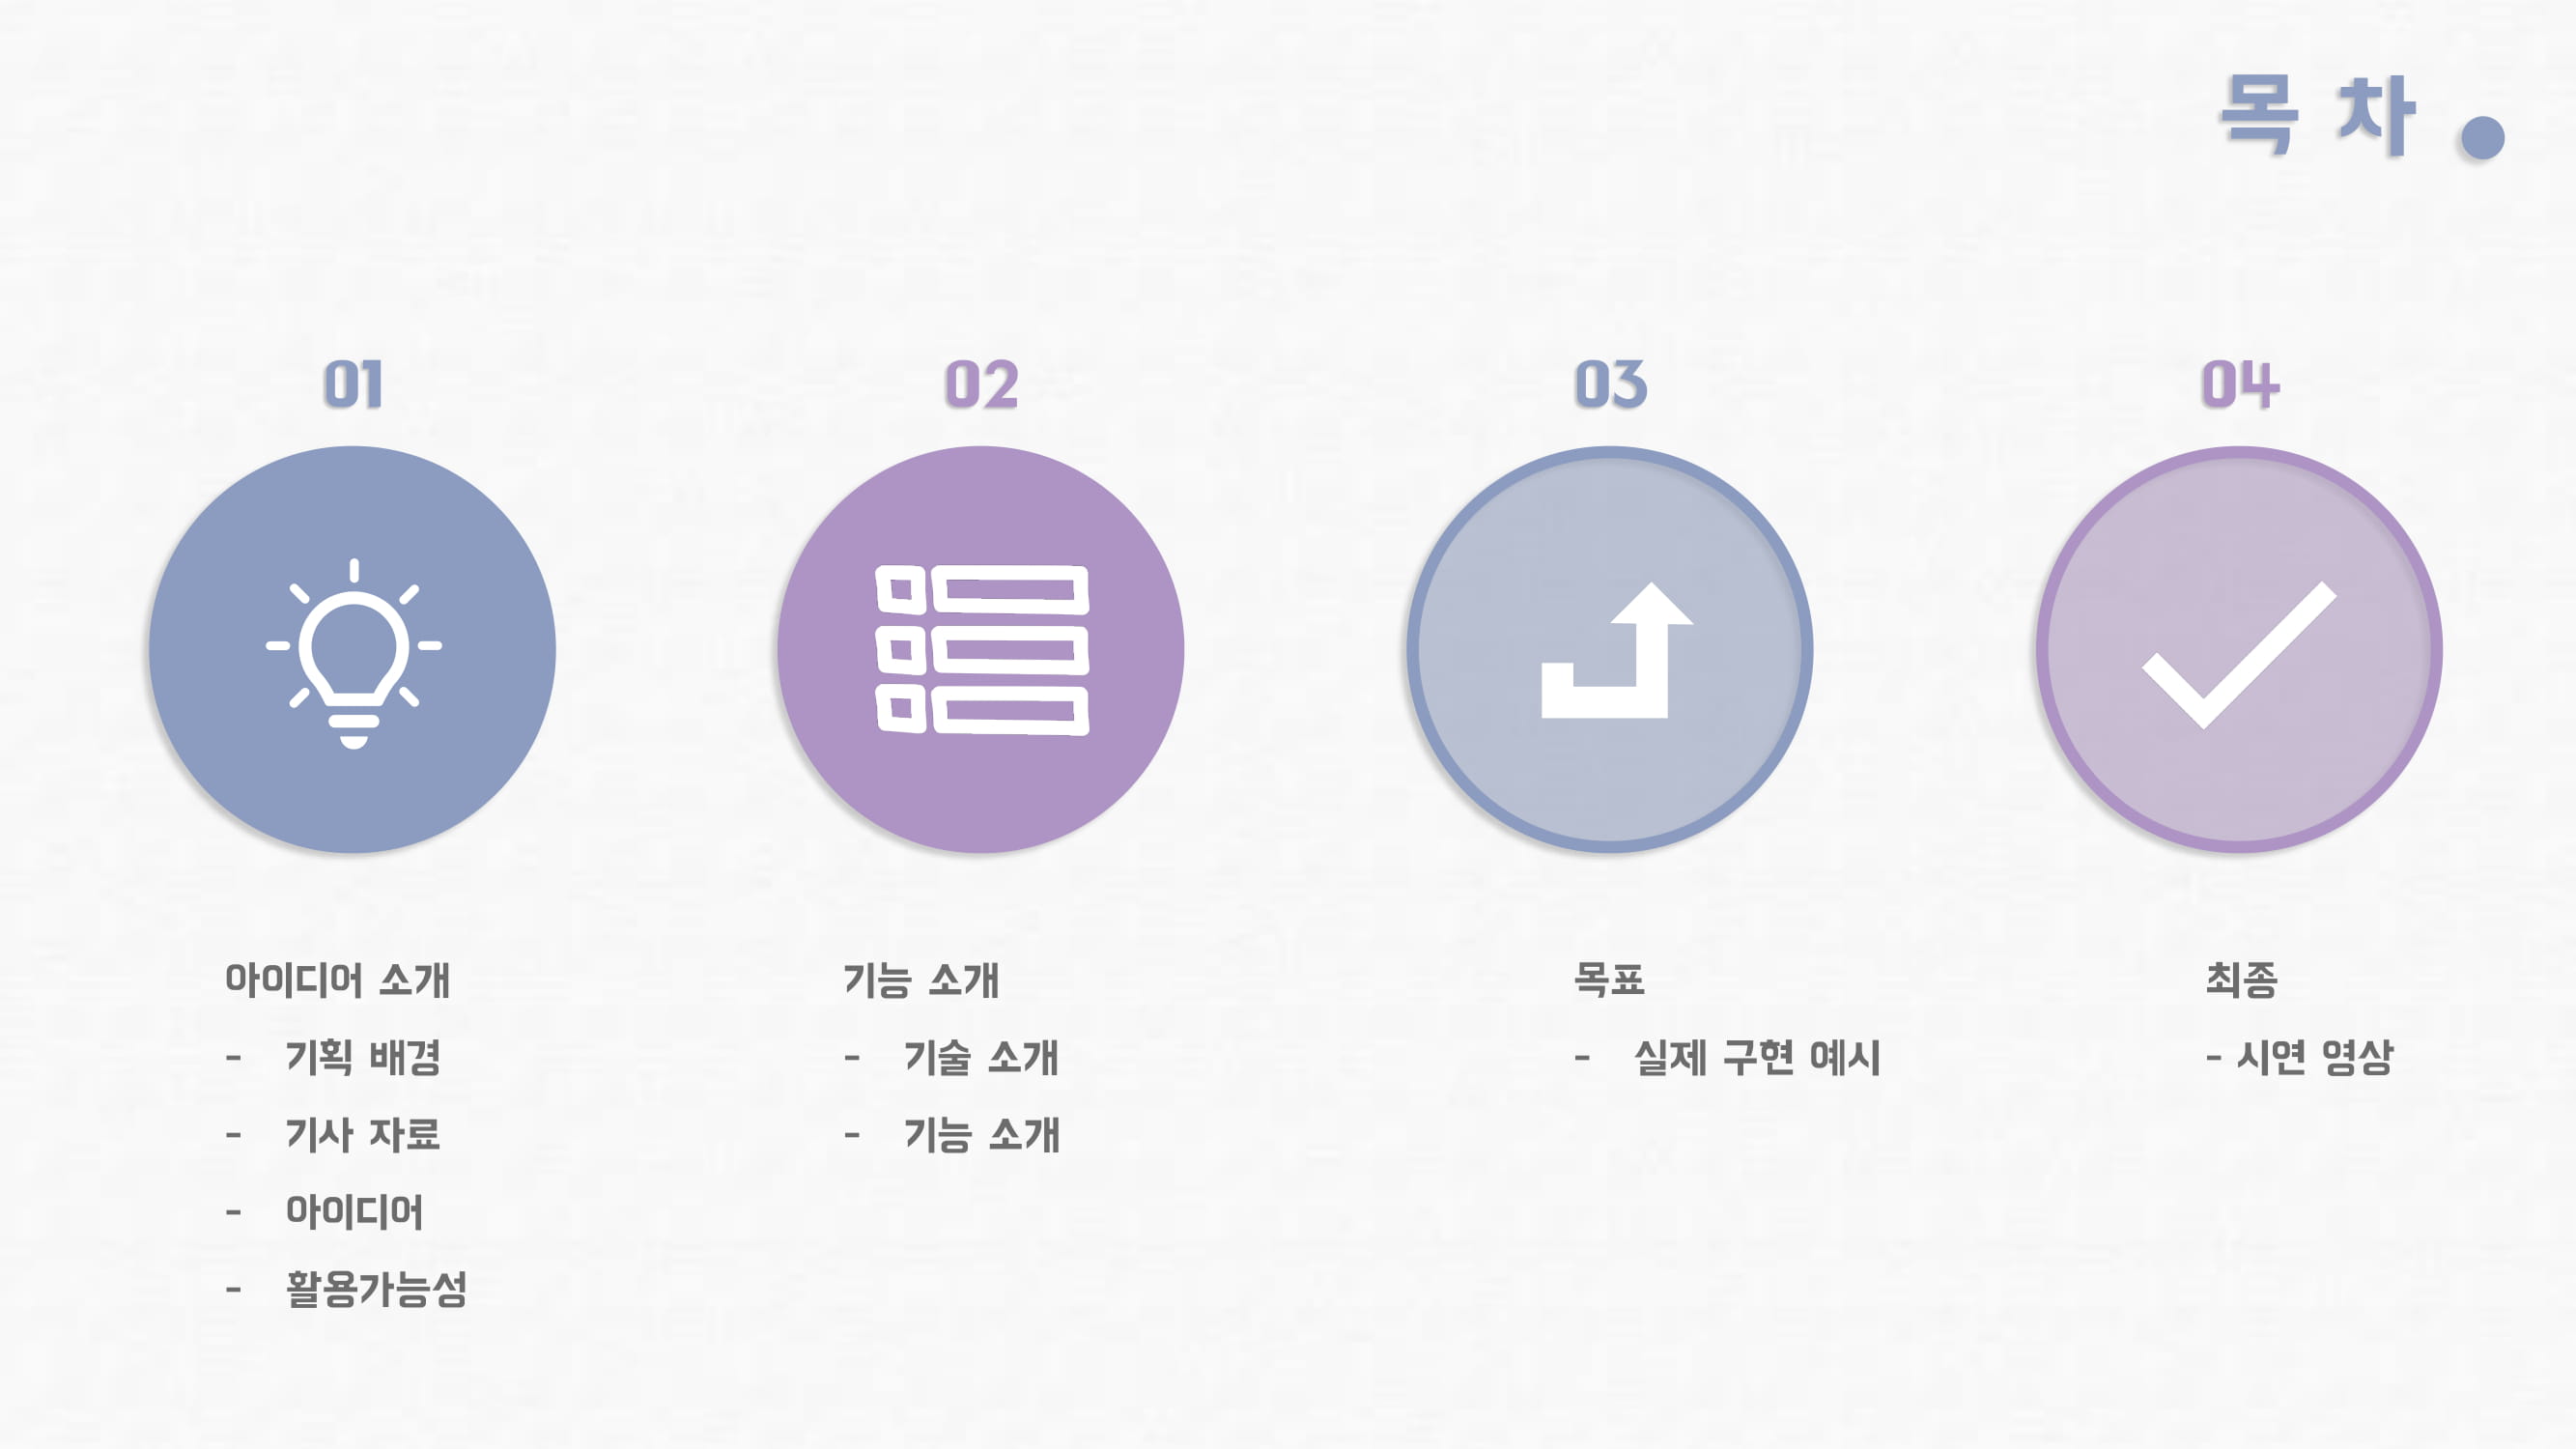 목 차
01
아이디어 소개
- 기획 배경
- 기사 자료
- 아이디어
- 활용가능성
02
기능 소개
- 기술 소개
- 기능 소개
03
목표
- 실제 구현 예시
04
최종
- 시연 영상